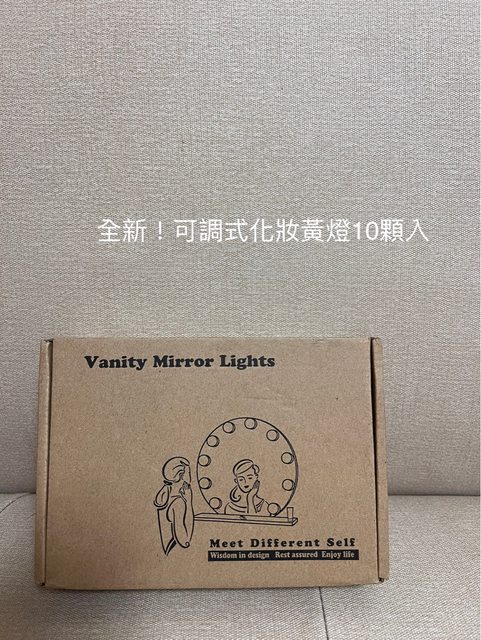 全新！可調式化妝黃燈10顆入
Vanity Mirror Lights
Meet Different Self
Wisdom in design Rest assured Enjoy life